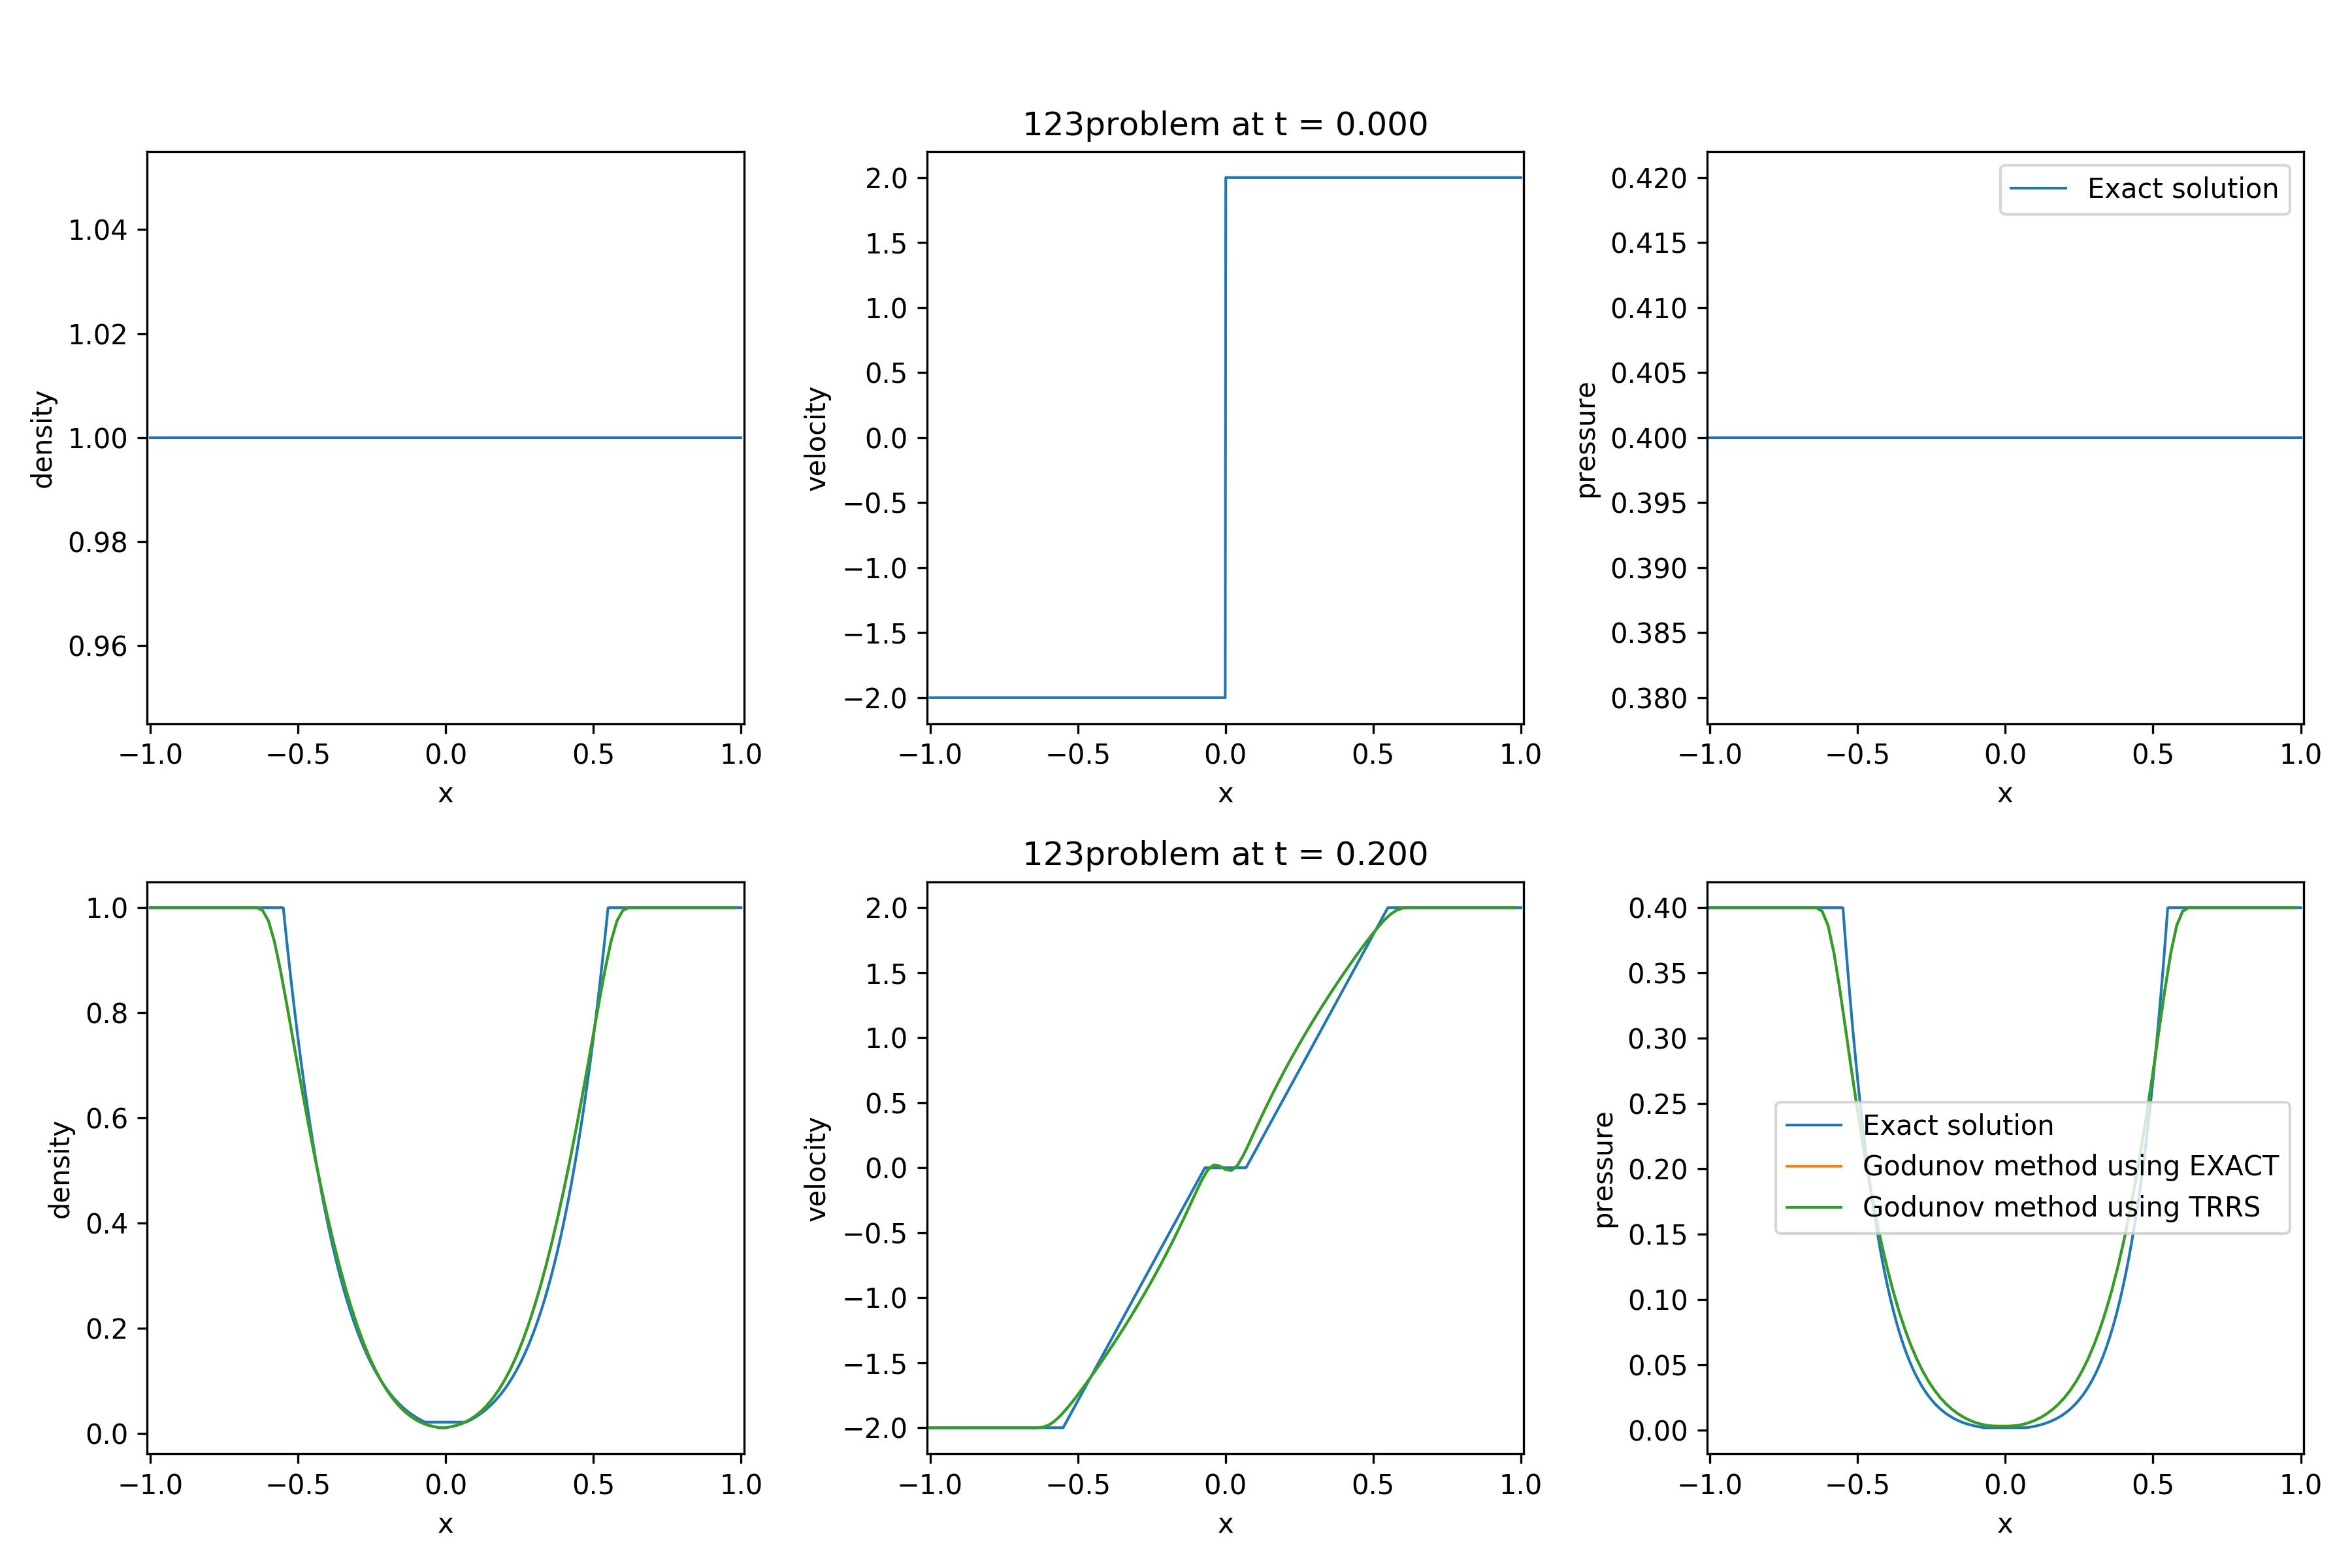 123problem at t = 0.000
density
1.04
1.02
1.00
0.98
0.96
−1.0 −0.5 0.0 0.5 1.0
x
velocity
2.0
1.5
1.0
0.5
0.0
−0.5
−1.0
−1.5
−2.0
−1.0 −0.5 0.0 0.5 1.0
x
pressure
0.420
0.415
0.410
0.405
0.400
0.395
0.390
0.385
0.380
−1.0 −0.5 0.0 0.5 1.0
x
Exact solution
123problem at t = 0.200
density
1.0
0.8
0.6
0.4
0.2
0.0
−1.0 −0.5 0.0 0.5 1.0
x
velocity
2.0
1.5
1.0
0.5
0.0
−0.5
−1.0
−1.5
−2.0
−1.0 −0.5 0.0 0.5 1.0
x
pressure
0.40
0.35
0.30
0.25
0.20
0.15
0.10
0.05
0.00
−1.0 −0.5 0.0 0.5 1.0
x
Exact solution
Godunov method using EXACT
Godunov method using TRRS